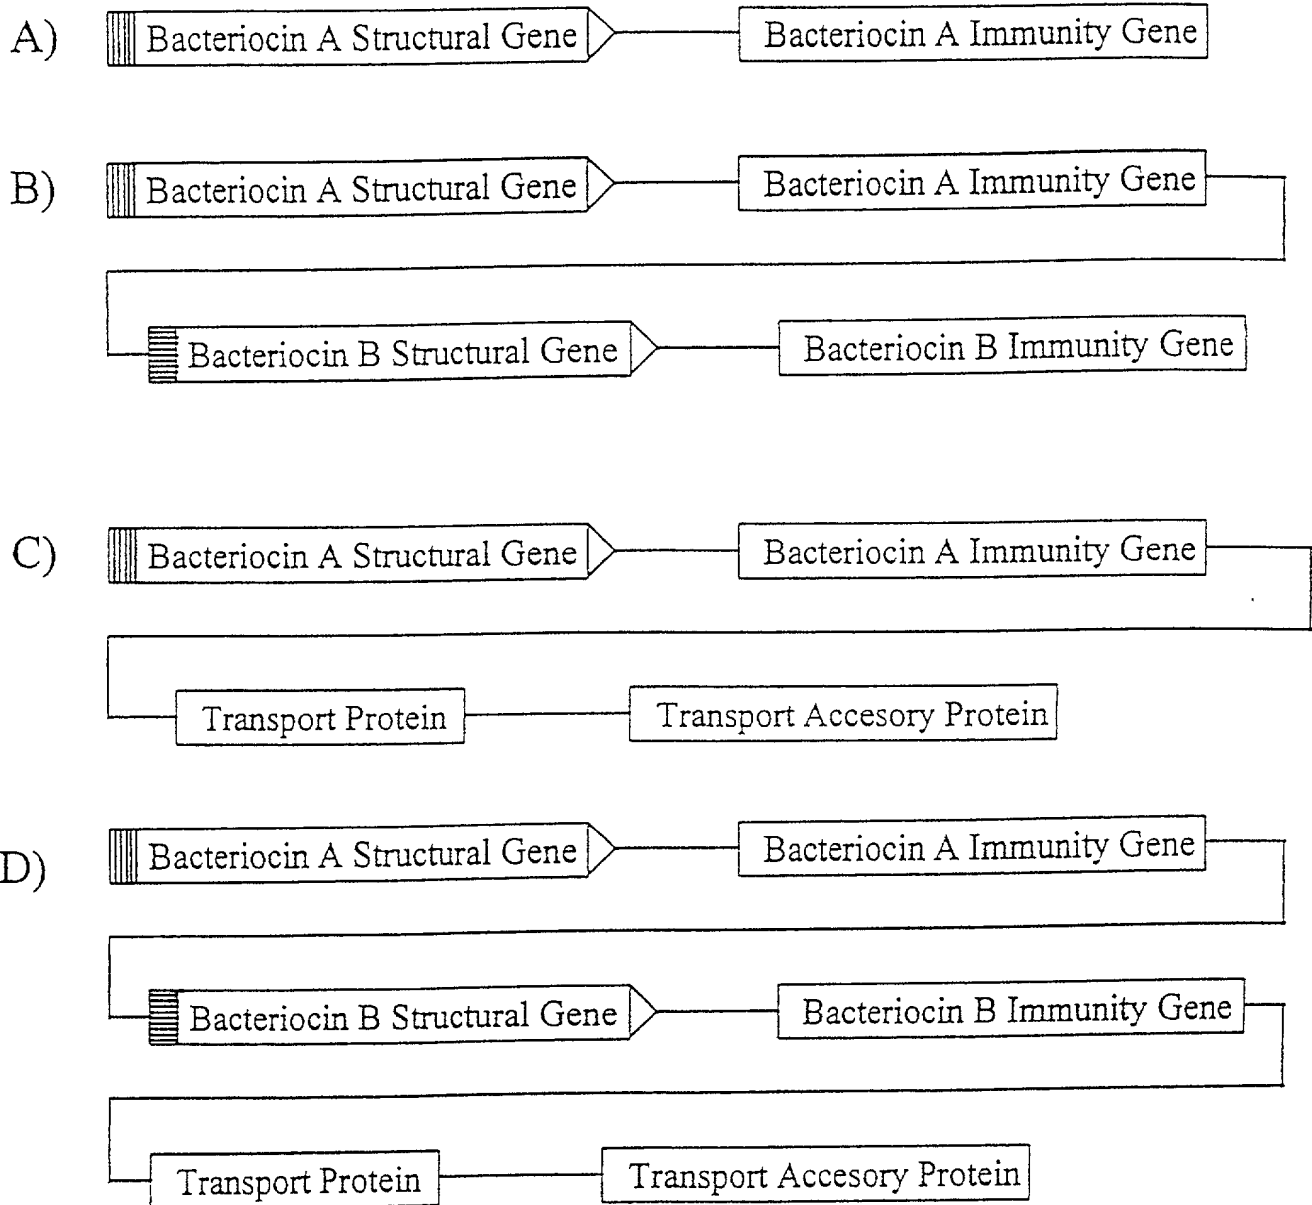 A) Bacteriocin A Structural Gene Bacteriocin A Immunity Gene
B) Bacteriocin A Structural Gene Bacteriocin A Immunity Gene
Bacteriocin B Structural Gene Bacteriocin B Immunity Gene
C) Bacteriocin A Structural Gene Bacteriocin A Immunity Gene
Transport Protein Transport Accesory Protein
D) Bacteriocin A Structural Gene Bacteriocin A Immunity Gene
Bacteriocin B Structural Gene Bacteriocin B Immunity Gene
Transport Protein Transport Accesory Protein